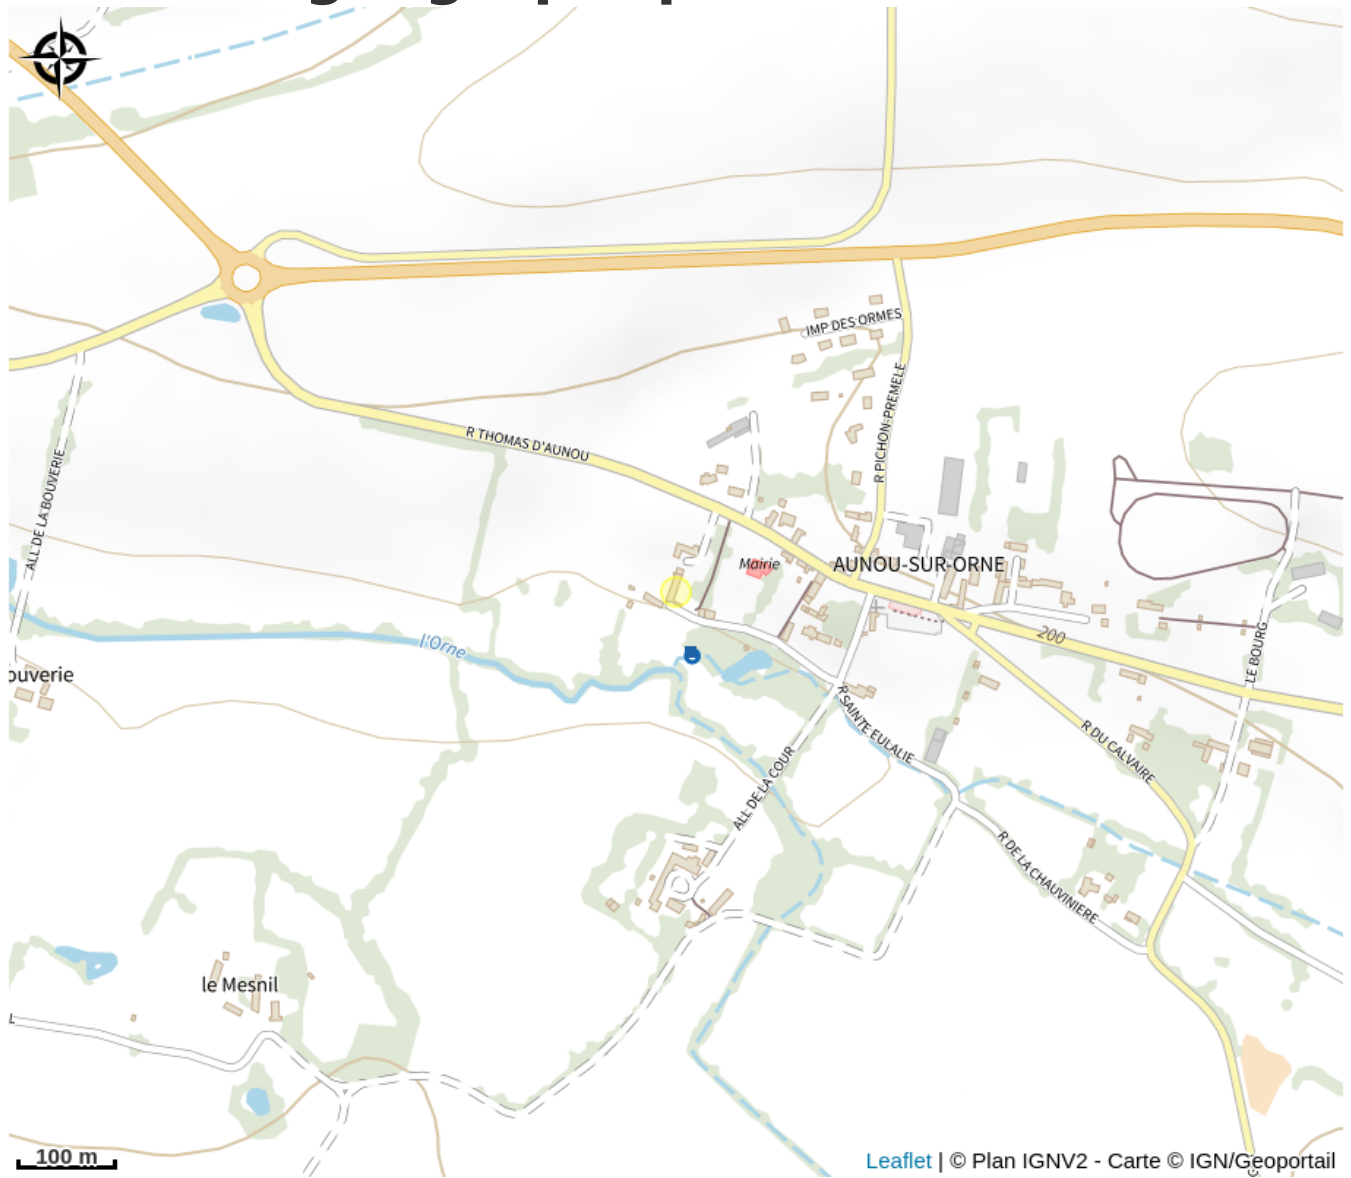 IMP DES ORMES
R PICHON-PREMELE
R THOMAS D'AUNOU
ALL DE LA BOUVERIE
Mairie
AUNOU-SUR-ORNE
200
LE BOURG
l'Orne
ouverie
R SAINTE EULALIE
R DU CALVAIRE
ALL DE LA COUR
R DE LA CHAUVINIERE
le Mesnil
100 m
Leaflet | © Plan IGNV2 - Carte © IGN/Geoportail